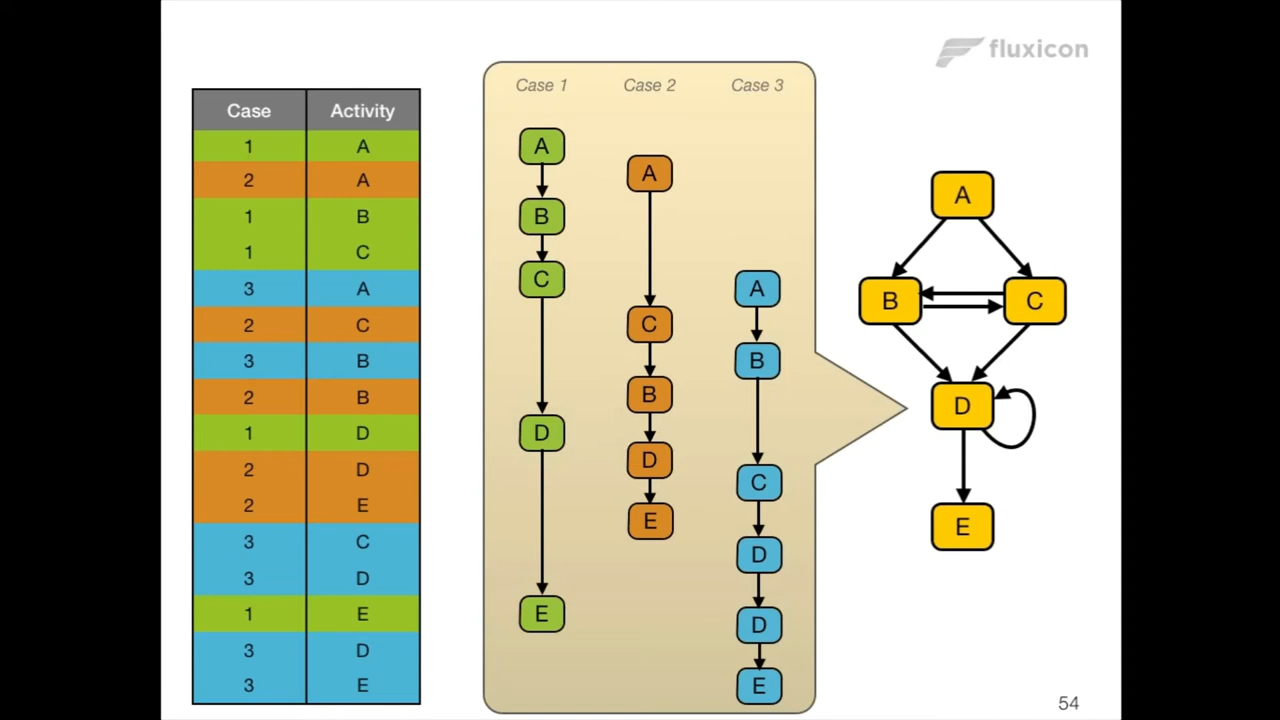 fluxicon
Case Activity
1 A
2 A
1 B
1 C
3 A
2 C
3 B
2 B
1 D
2 D
2 E
3 C
3 D
1 E
3 D
3 E
Case 1 Case 2 Case 3
A
B
C
D
E
A
C
B
D
E
A
B
C
D
D
E
A
B C
D
E
54